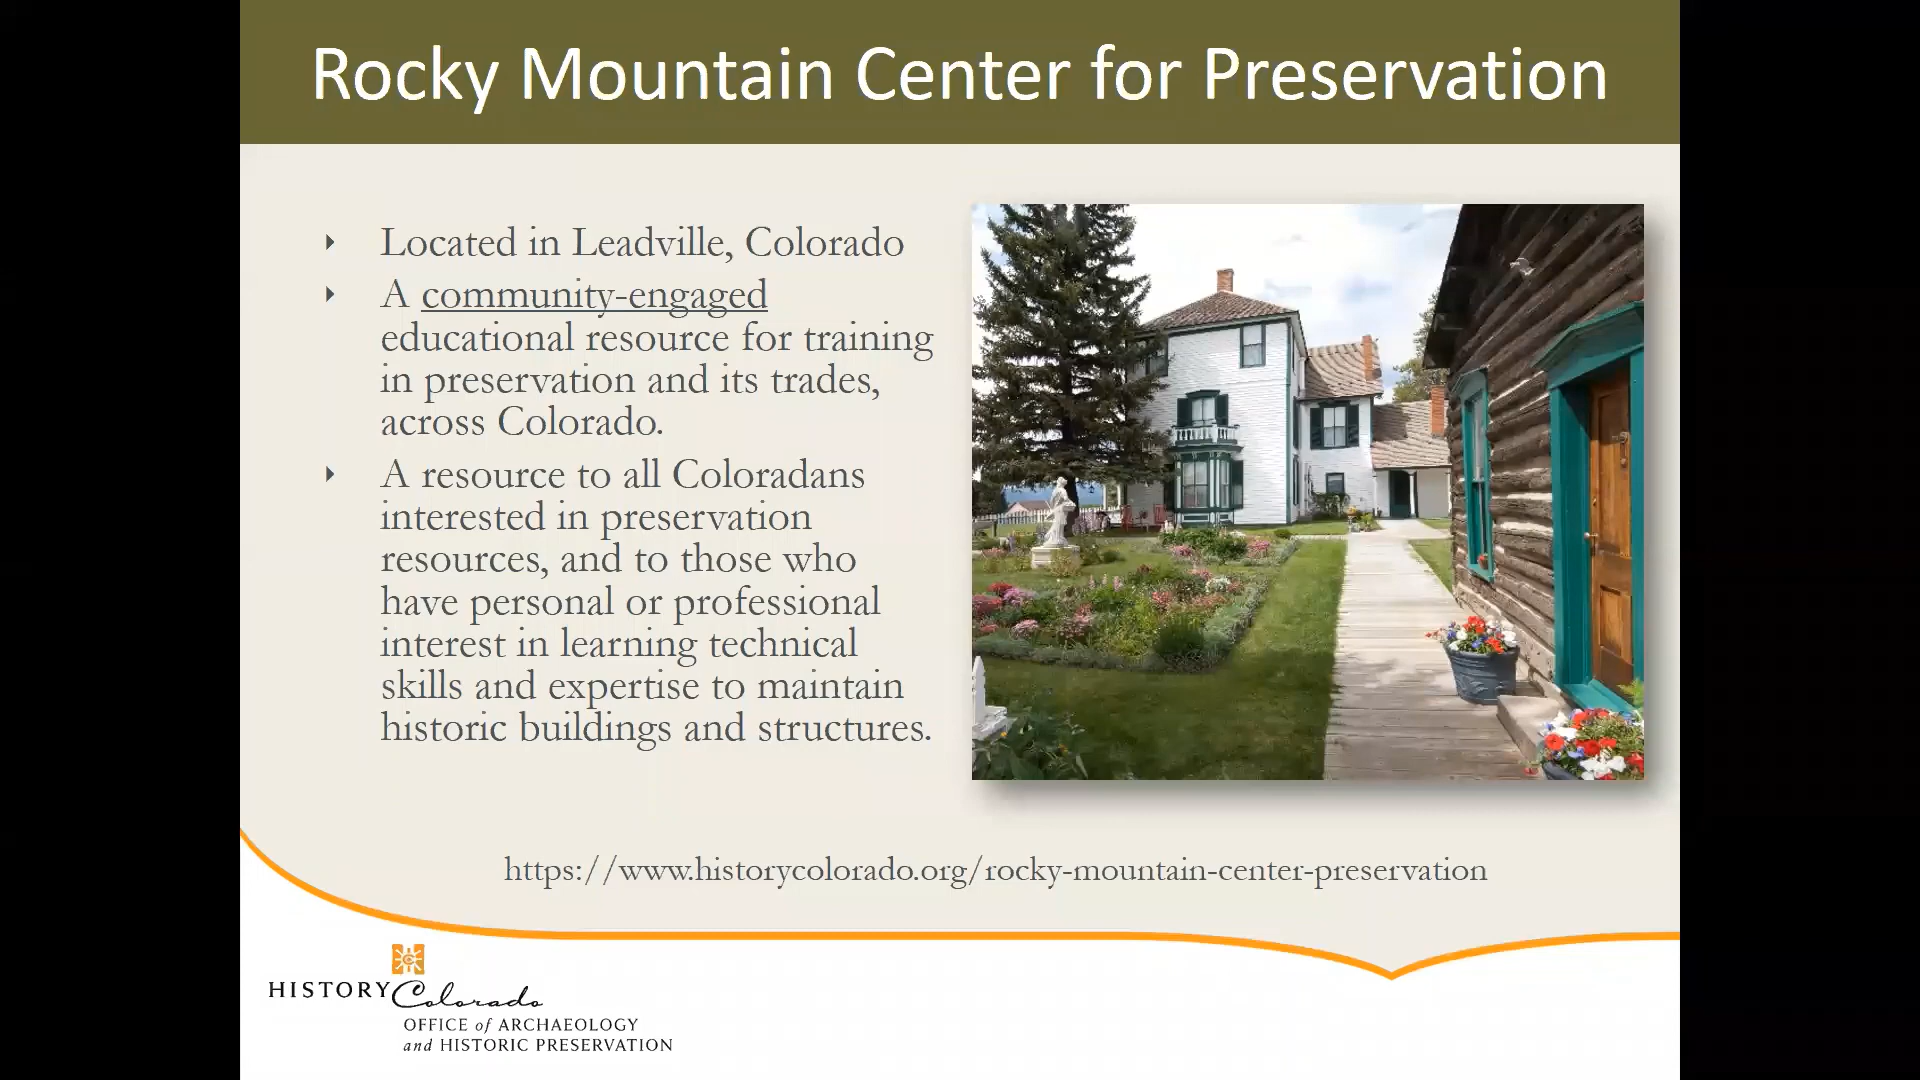 Rocky Mountain Center for Preservation
Located in Leadville, Colorado
A community-engaged
educational resource for training
in preservation and its trades,
across Colorado.
A resource to all Coloradans
interested in preservation
resources, and to those who
have personal or professional
interest in learning technical
skills and expertise to maintain
historic buildings and structures.
https://www.historycolorado.org/rocky-mountain-center-preservation
HISTORY Colorado
OFFICE of ARCHAEOLOGY
and HISTORIC PRESERVATION